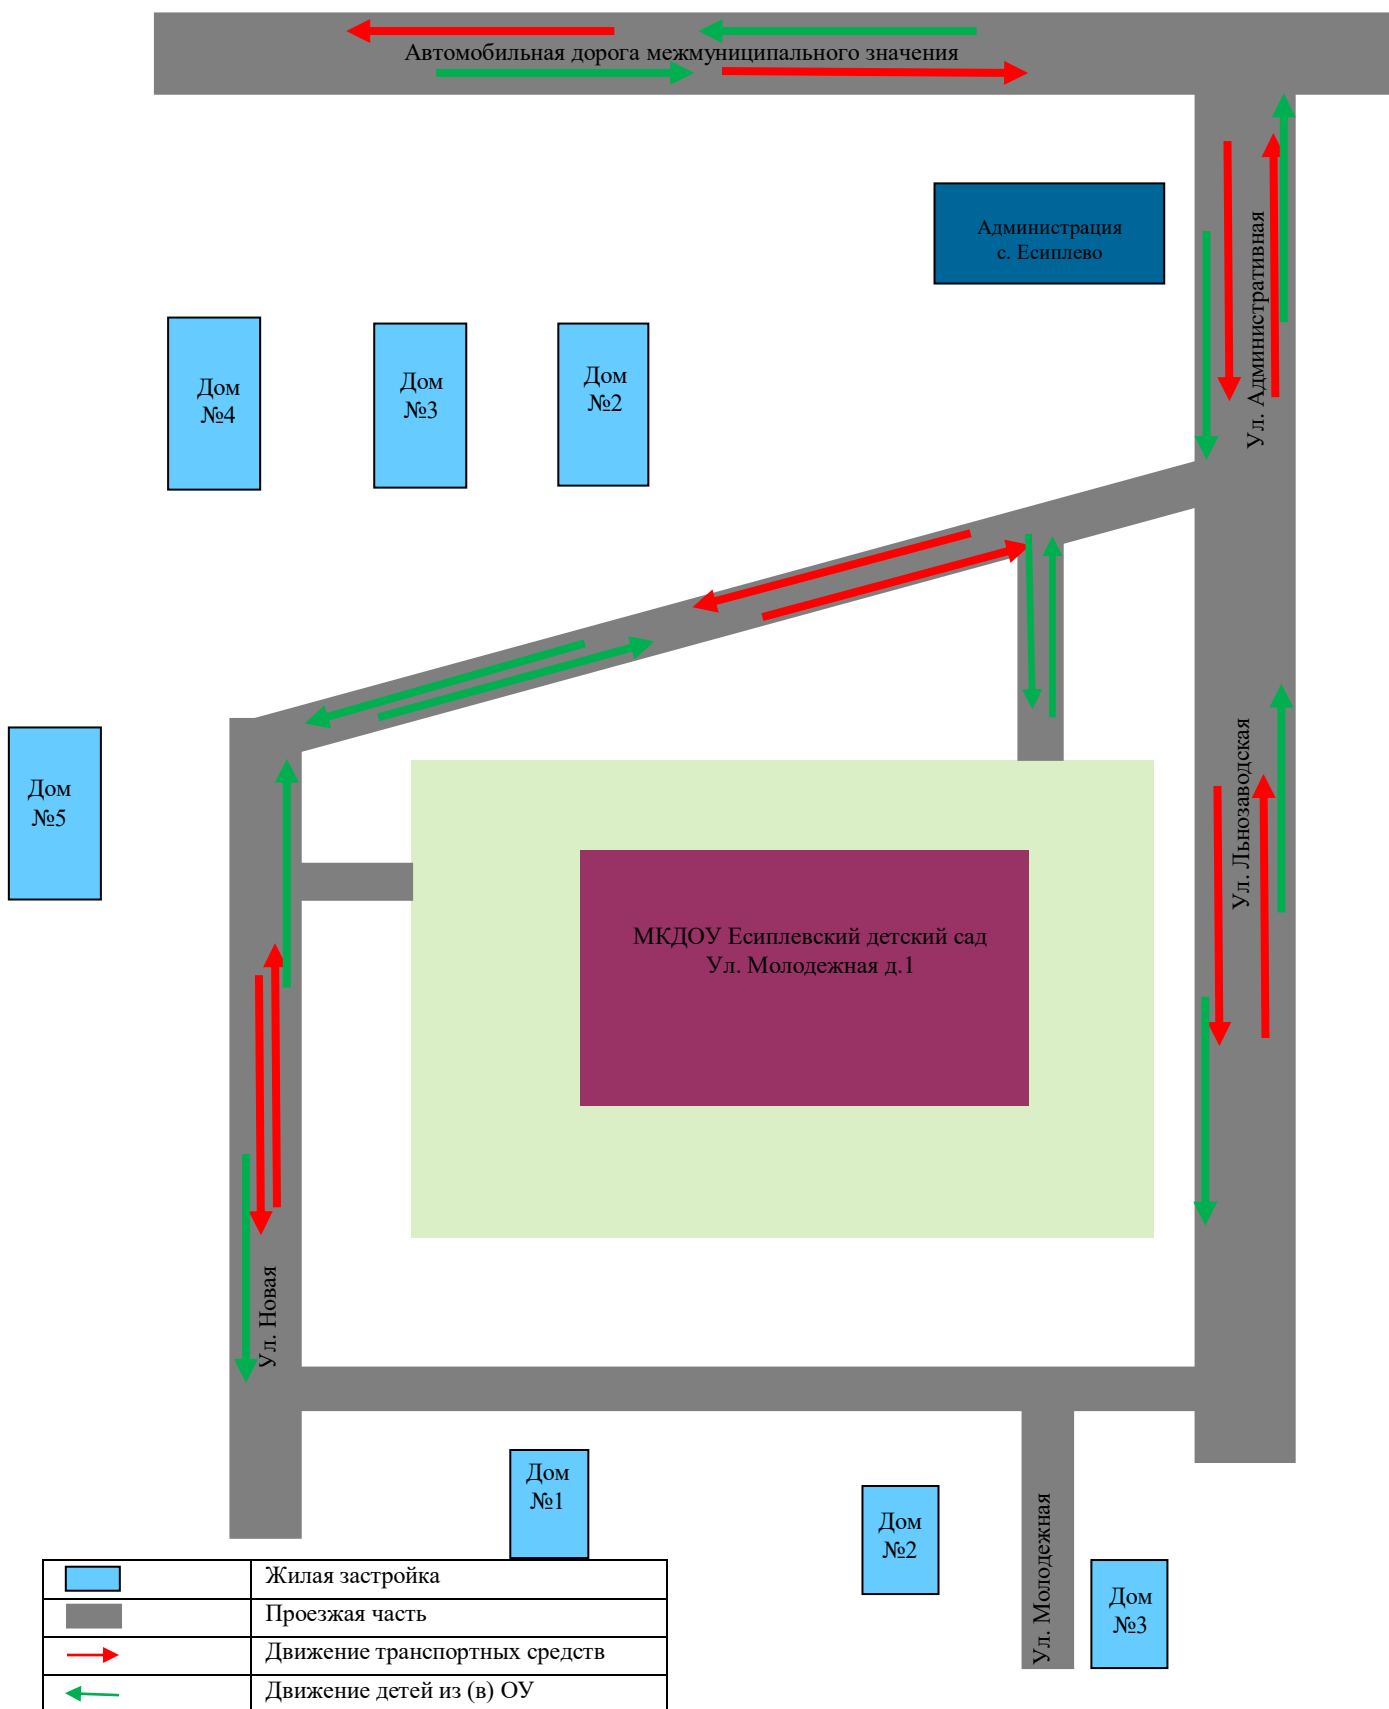 Автомобильная дорога межмуниципального значения
Администрация
с. Есиплево
Ул. Административная
Дом
№4
Дом
№3
Дом
№2
Дом
№5
Ул. Льнозаводская
МКДОУ Есиплевский детский сад
Ул. Молодежная д.1
Ул. Новая
Дом
№1
Дом
№2
Ул. Молодежная
Дом
№3
Жилая застройка
Проезжая часть
Движение транспортных средств
Движение детей из (в) ОУ